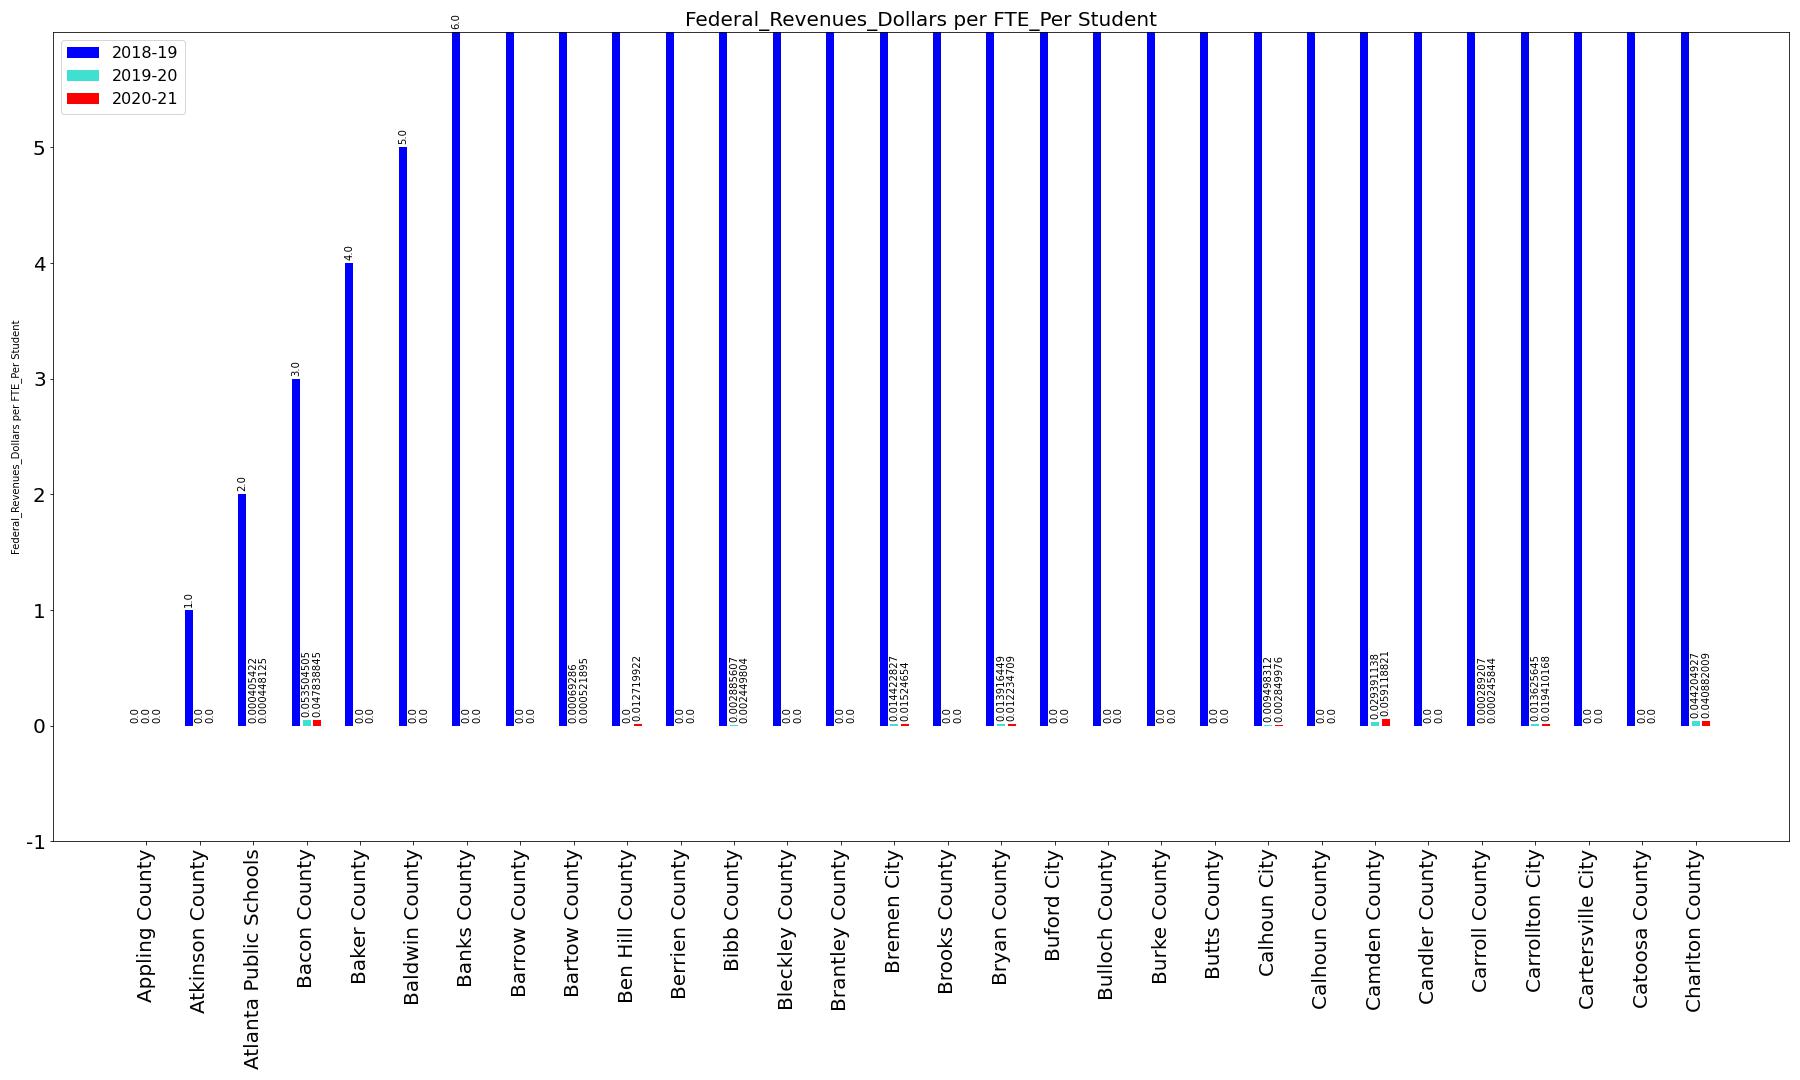 Federal_Revenues_Dollars per FTE_Per Student
2018-19
2019-20
2020-21
Federal_Revenues_Dollars per FTE_Per Student
5
4
3
2
1
0
-1
0.0
0.0
0.0
1.0
0.0
0.0
2.0
0.000405422
0.000448125
3.0
0.053504505
0.047838845
4.0
0.0
0.0
5.0
0.0
0.0
6.0
0.0
0.0
0.0
0.0
0.00069286
0.000521895
0.0
0.012719922
0.0
0.0
0.002885607
0.002449804
0.0
0.0
0.0
0.0
0.014422827
0.01524654
0.0
0.0
0.013916449
0.012234709
0.0
0.0
0.0
0.0
0.0
0.0
0.0
0.0
0.009498312
0.002849976
0.0
0.0
0.029391138
0.059118821
0.0
0.0
0.000289207
0.000245844
0.013625645
0.019410168
0.0
0.0
0.0
0.0
0.044204927
0.040882009
Appling County
Atkinson County
Atlanta Public Schools
Bacon County
Baker County
Baldwin County
Banks County
Barrow County
Bartow County
Ben Hill County
Berrien County
Bibb County
Bleckley County
Brantley County
Bremen City
Brooks County
Bryan County
Buford City
Bulloch County
Burke County
Butts County
Calhoun City
Calhoun County
Camden County
Candler County
Carroll County
Carrollton City
Cartersville City
Catoosa County
Charlton County